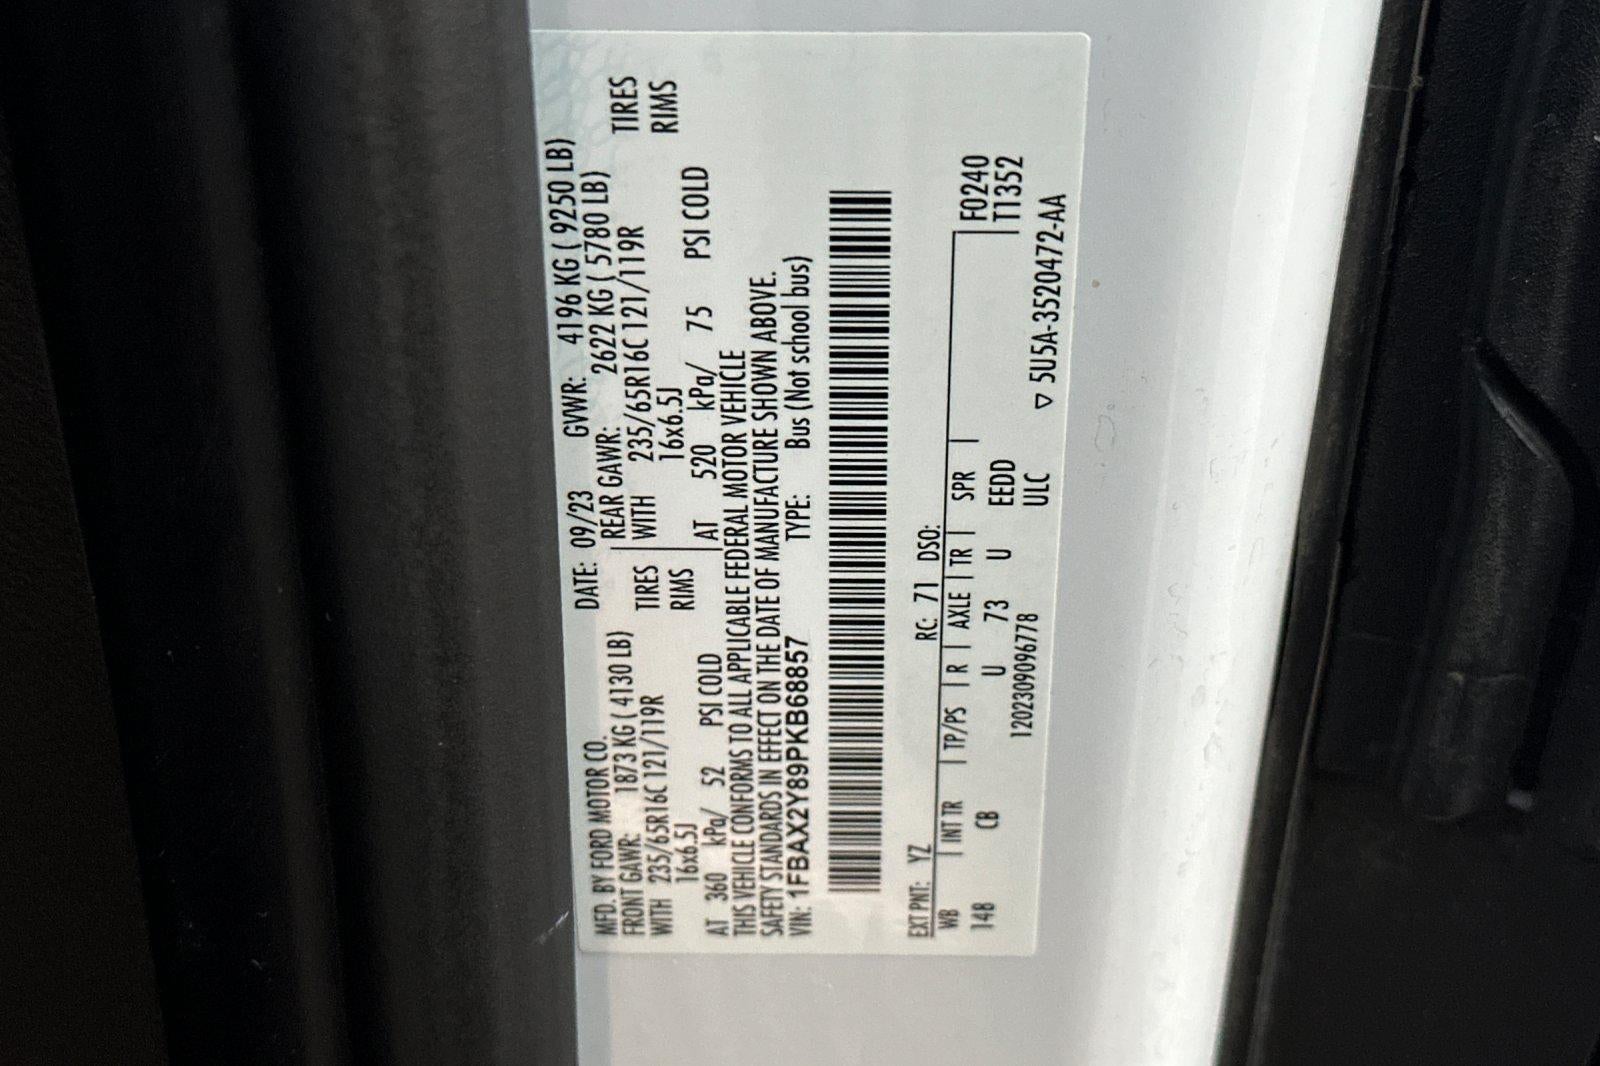 MFD. BY FORD MOTOR CO. DATE: 09/23 GVWR: 4196 KG ( 9250 LB)
FRONT GAWR: 1873 KG ( 4130 LB) REAR GAWR: 2622 KG ( 5780 LB)
WITH 235/65R16C 121/119R TIRES WITH 235/65R16C 121/119R TIRES
16x6.5J RIMS 16x6.5J RIMS
AT 360 kPa/ 52 PSI COLD AT 520 kPa/ 75 PSI COLD
THIS VEHICLE CONFORMS TO ALL APPLICABLE FEDERAL MOTOR VEHICLE
SAFETY STANDARDS IN EFFECT ON THE DATE OF MANUFACTURE SHOWN ABOVE.
VIN: 1FBAX2Y89PKB68857 TYPE: Bus (Not school bus)
EXT PNT: YZ RC: 71 DSO: F0240
WB INT TR TP/PS R AXLE TR SPR T1352
148 CB U 73 U EEDD
1202309096778 ULC ▽ 5U5A-3520472-AA